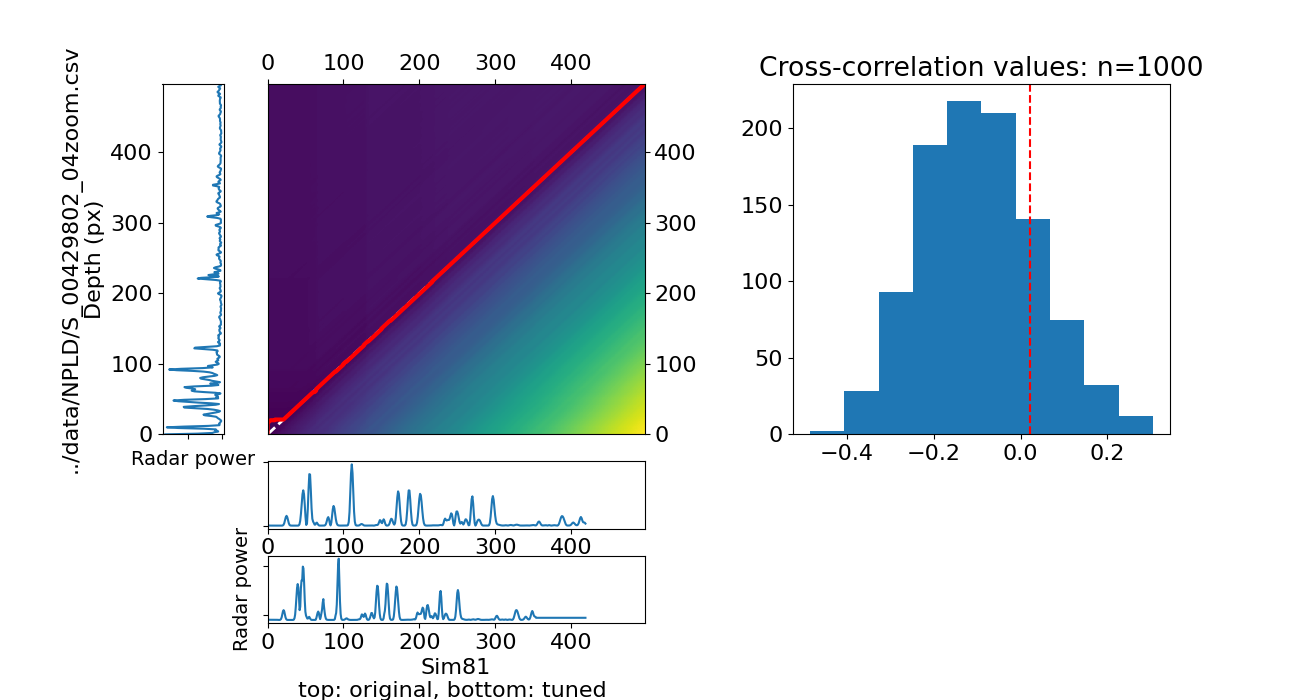 0 100 200 300 400
Cross-correlation values: n=1000
../data/NPLD/S_00429802_04zoom.csv
Depth (px)
400
300
200
100
0
400
300
200
100
0
200
150
100
50
0
−0.4 −0.2 0.0 0.2
Radar power
0 100 200 300 400
Radar power
0 100 200 300 400
Sim81
top: original, bottom: tuned